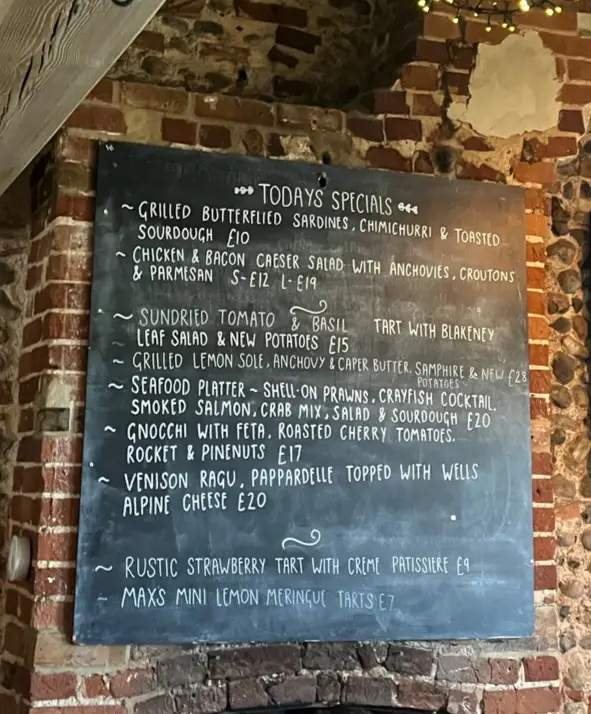 TODAYS SPECIALS
~ GRILLED BUTTERFLIED SARDINES, CHIMICHURRI & TOASTED
SOURDOUGH £10
~ CHICKEN & BACON CAESER SALAD WITH ANCHOVIES, CROUTONS
& PARMESAN S-£12 L-£19
~ SUNDRIED TOMATO & BASIL TART WITH BLAKENEY
LEAF SALAD & NEW POTATOES £15
~ GRILLED LEMON SOLE, ANCHOVY & CAPER BUTTER, SAMPHIRE & NEW £28
POTATOES
~ SEAFOOD PLATTER ~ SHELL-ON PRAWNS, CRAYFISH COCKTAIL,
SMOKED SALMON, CRAB MIX, SALAD & SOURDOUGH £20
~ GNOCCHI WITH FETA, ROASTED CHERRY TOMATOES,
ROCKET & PINENUTS £17
~ VENISON RAGU, PAPPARDELLE TOPPED WITH WELLS
ALPINE CHEESE £20
~ RUSTIC STRAWBERRY TART WITH CREME PATISSIERE £9
~ MAXS MINI LEMON MERINGUE TARTS £7